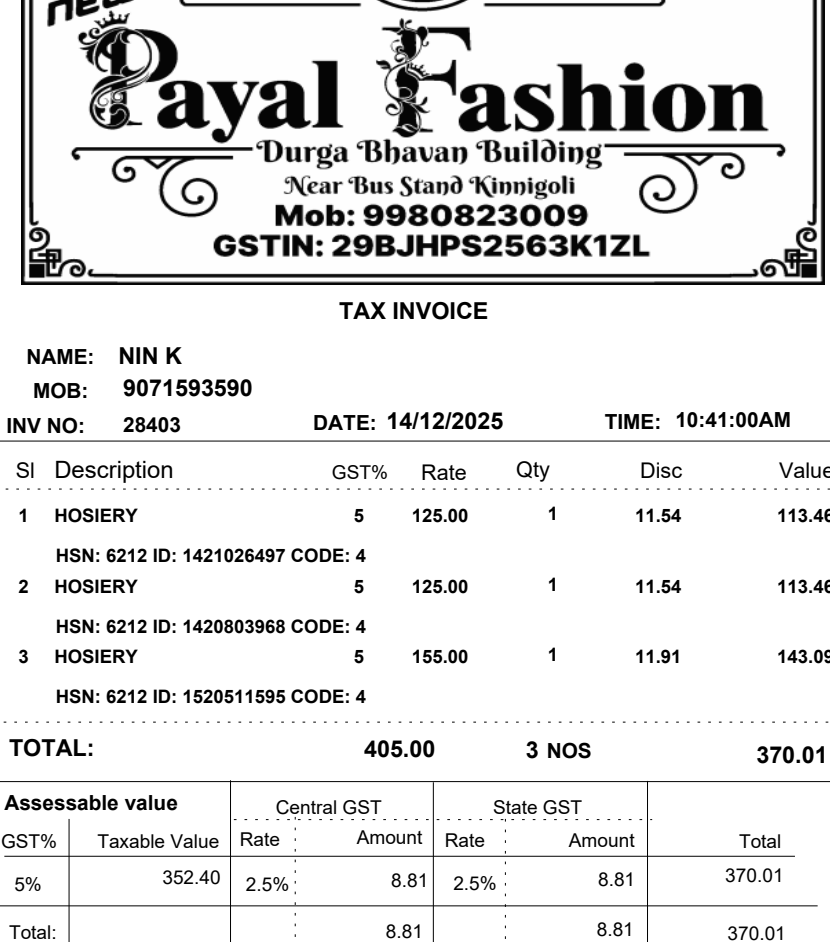 new
Payal Fashion
Durga Bhavan Building
Near Bus Stand Kinnigoli
Mob: 9980823009
GSTIN: 29BJHPS2563K1ZL
TAX INVOICE
NAME: NIN K
MOB: 9071593590
INV NO: 28403 DATE: 14/12/2025 TIME: 10:41:00AM
Sl Description GST% Rate Qty Disc Value
1 HOSIERY 5 125.00 1 11.54 113.46
HSN: 6212 ID: 1421026497 CODE: 4
2 HOSIERY 5 125.00 1 11.54 113.46
HSN: 6212 ID: 1420803968 CODE: 4
3 HOSIERY 5 155.00 1 11.91 143.09
HSN: 6212 ID: 1520511595 CODE: 4
TOTAL: 405.00 3 NOS 370.01
Assessable value Central GST State GST
GST% Taxable Value Rate Amount Rate Amount Total
5% 352.40 2.5% 8.81 2.5% 8.81 370.01
Total: 8.81 8.81 370.01